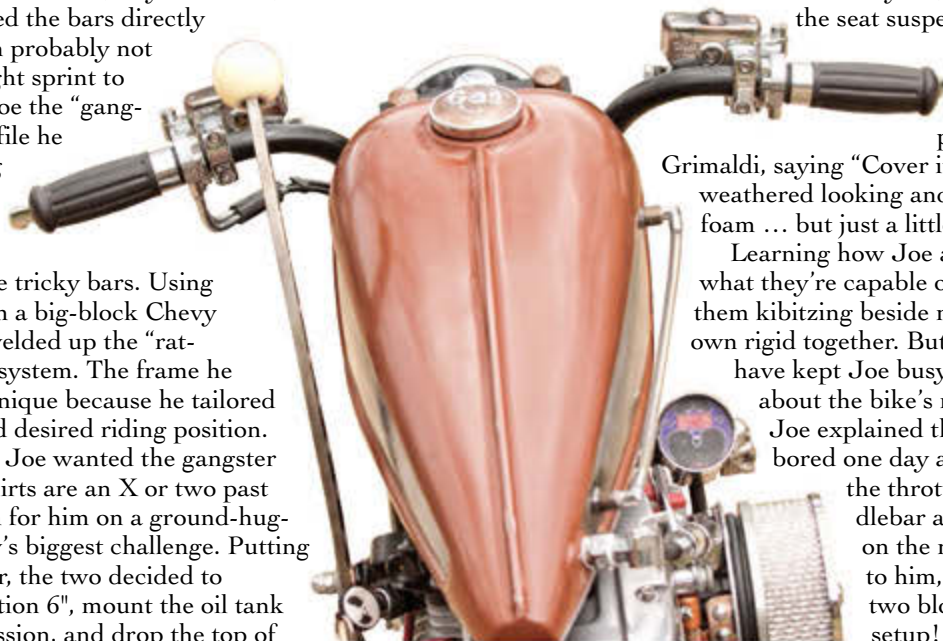 ed the bars directly
probably not
ght sprint to
oe the “gang-
file he
e tricky bars. Using
a big-block Chevy
welded up the “rat-
system. The frame he
nique because he tailored
d desired riding position.
Joe wanted the gangster
irts are an X or two past
for him on a ground-hug-
’s biggest challenge. Putting
r, the two decided to
tion 6", mount the oil tank
ssion, and drop the top of
the seat suspe
Grimaldi, saying “Cover i
weathered looking and
foam … but just a littl
Learning how Joe a
what they’re capable o
them kibitzing beside
own rigid together. But
have kept Joe busy
about the bike’s
Joe explained th
bored one day a
the throt
dlebar a
on the
to him,
two blo
setup!